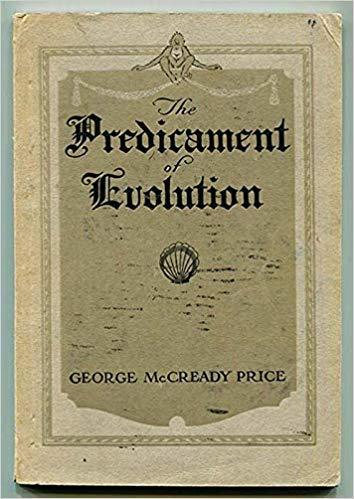 The
Predicament
of
Evolution
GEORGE McCREADY PRICE